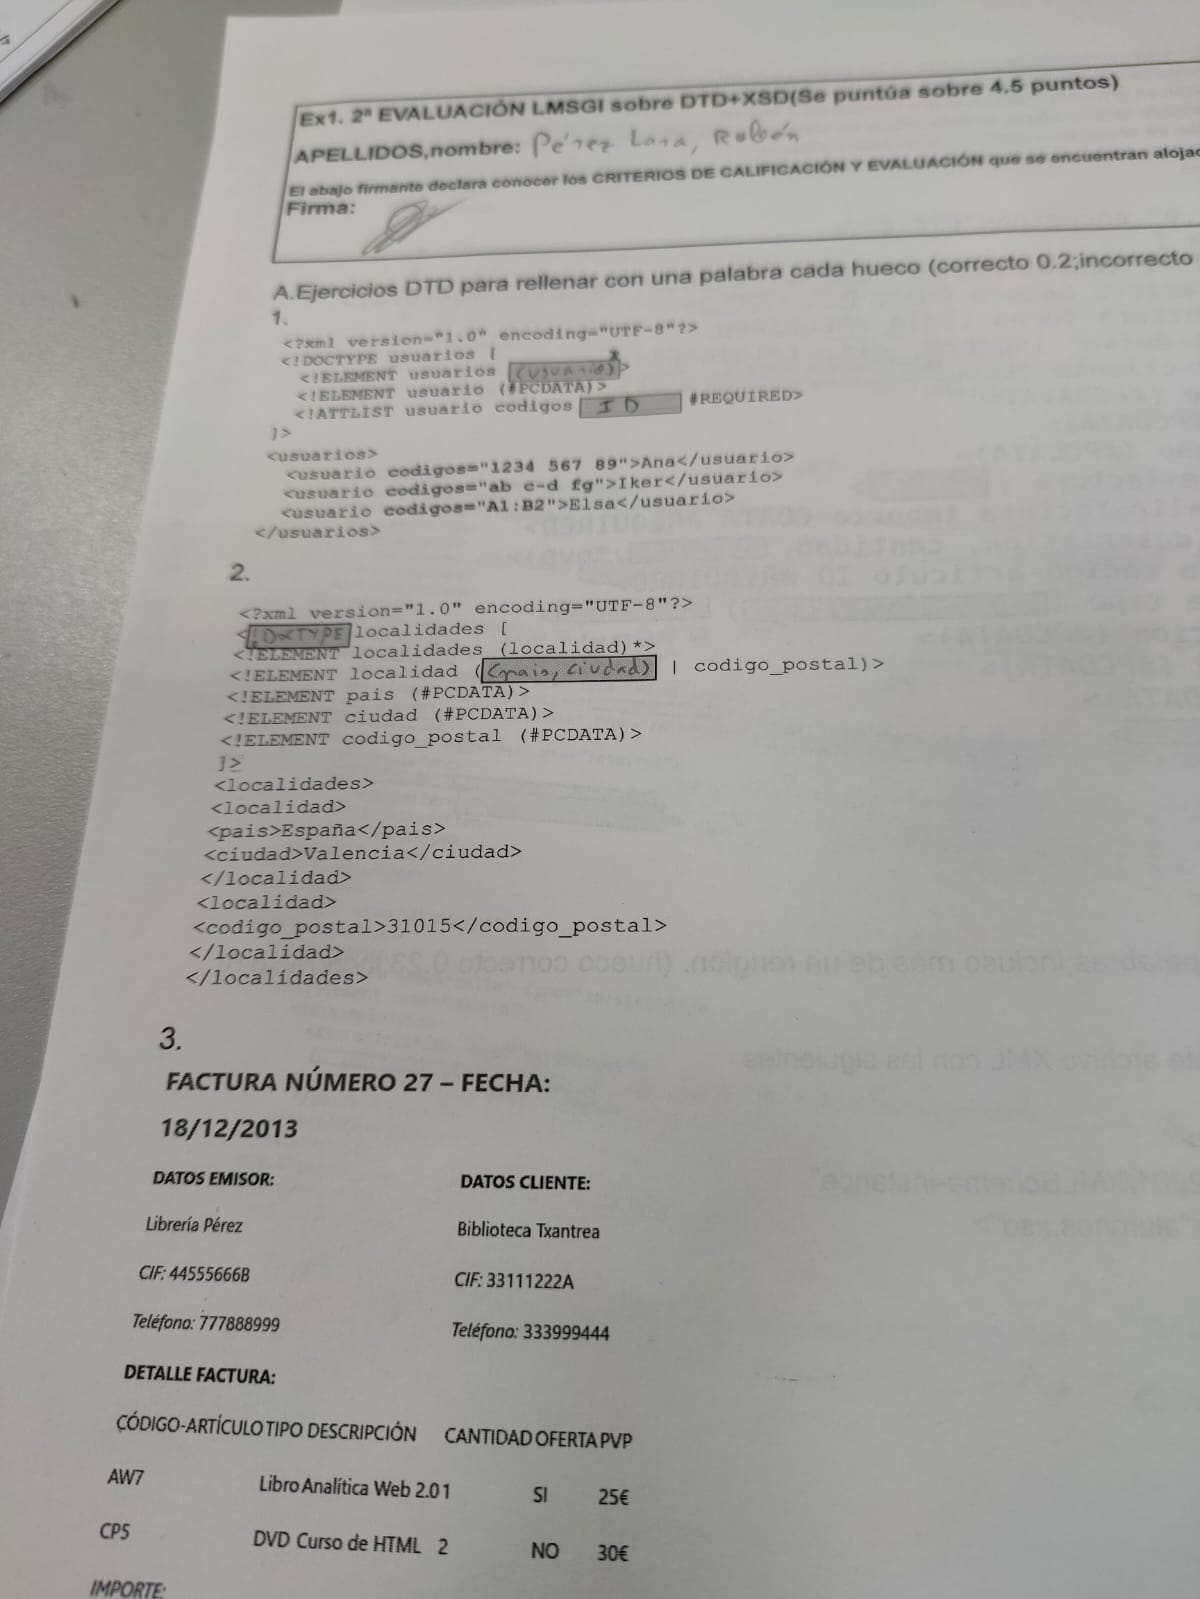 Ex1. 2ª EVALUACIÓN LMSGI sobre DTD+XSD(Se puntúa sobre 4.5 puntos)
APELLIDOS,nombre: Pérez Lara, Rubén
El abajo firmante declara conocer los CRITERIOS DE CALIFICACIÓN Y EVALUACIÓN que se encuentran alojad
Firma:
A.Ejercicios DTD para rellenar con una palabra cada hueco (correcto 0.2;incorrecto
1.
<?xml version="1.0" encoding="UTF-8"?>
<!DOCTYPE usuarios [
<!ELEMENT usuarios (usuario)*>
<!ELEMENT usuario (#PCDATA)>
<!ATTLIST usuario codigos ID #REQUIRED>
]>
<usuarios>
<usuario codigos="1234 567 89">Ana</usuario>
<usuario codigos="ab c-d fg">Iker</usuario>
<usuario codigos="A1:B2">Elsa</usuario>
</usuarios>
2.
<?xml version="1.0" encoding="UTF-8"?>
<!DOCTYPE localidades [
<!ELEMENT localidades (localidad)*>
<!ELEMENT localidad ((pais, ciudad) | codigo_postal)>
<!ELEMENT pais (#PCDATA)>
<!ELEMENT ciudad (#PCDATA)>
<!ELEMENT codigo_postal (#PCDATA)>
]>
<localidades>
<localidad>
<pais>España</pais>
<ciudad>Valencia</ciudad>
</localidad>
<localidad>
<codigo_postal>31015</codigo_postal>
</localidad>
</localidades>
3.
FACTURA NÚMERO 27 – FECHA:
18/12/2013
DATOS EMISOR: DATOS CLIENTE:
Librería Pérez Biblioteca Txantrea
CIF: 44555666B CIF: 33111222A
Teléfono: 777888999 Teléfono: 333999444
DETALLE FACTURA:
CÓDIGO-ARTÍCULO TIPO DESCRIPCIÓN CANTIDAD OFERTA PVP
AW7 Libro Analítica Web 2.0 1 SI 25€
CP5 DVD Curso de HTML 2 NO 30€
IMPORTE: